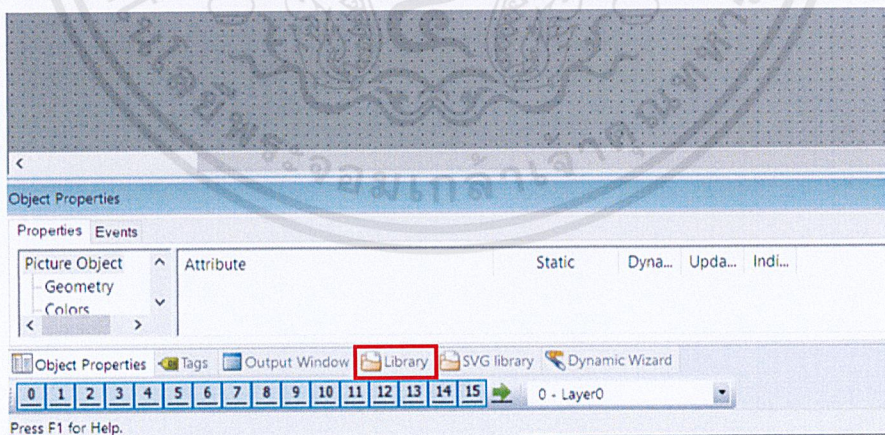 Object Properties
Properties Events
Picture Object Attribute Static Dyna... Upda... Indi...
Geometry
Colors
Object Properties Tags Output Window Library SVG library Dynamic Wizard
0 1 2 3 4 5 6 7 8 9 10 11 12 13 14 15 0 - Layer0
Press F1 for Help.